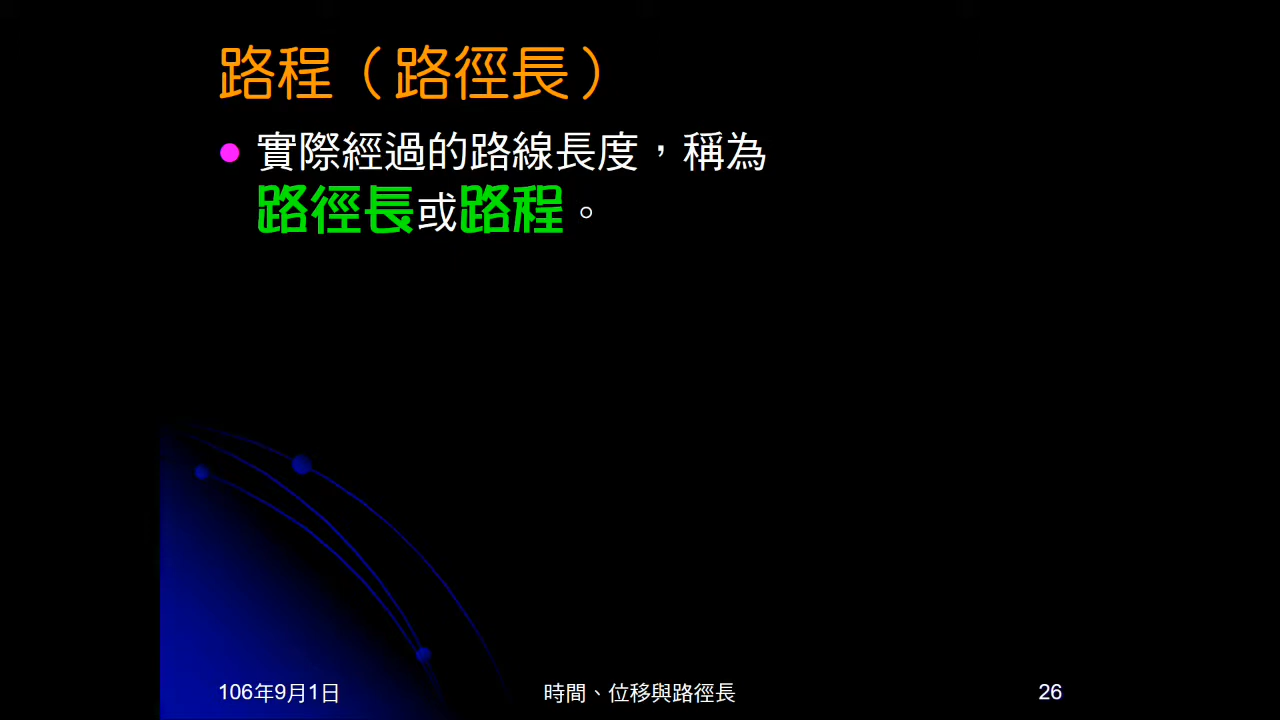 路程（路徑長）
實際經過的路線長度，稱為
路徑長或路程。
106年9月1日
時間、位移與路徑長
26